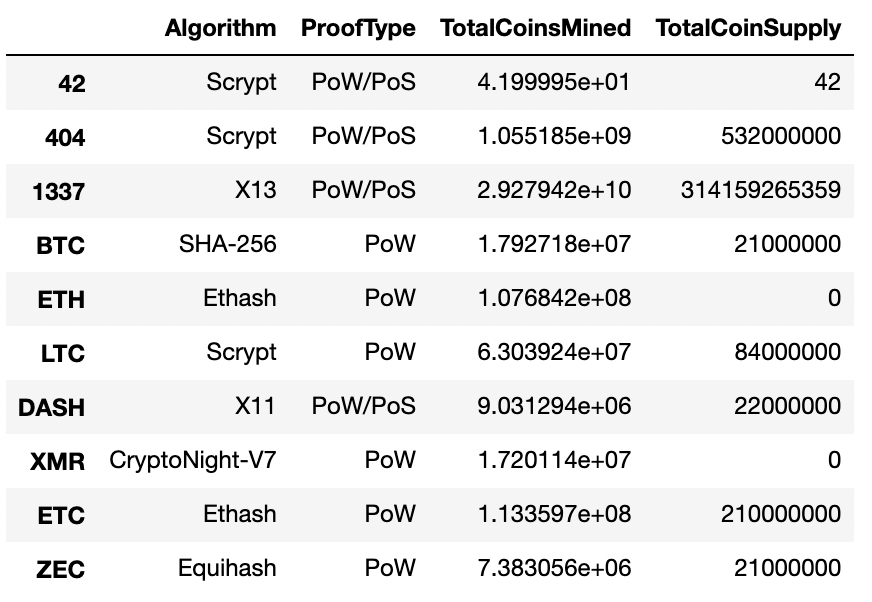 Algorithm ProofType TotalCoinsMined TotalCoinSupply
42 Scrypt PoW/PoS 4.199995e+01 42
404 Scrypt PoW/PoS 1.055185e+09 532000000
1337 X13 PoW/PoS 2.927942e+10 314159265359
BTC SHA-256 PoW 1.792718e+07 21000000
ETH Ethash PoW 1.076842e+08 0
LTC Scrypt PoW 6.303924e+07 84000000
DASH X11 PoW/PoS 9.031294e+06 22000000
XMR CryptoNight-V7 PoW 1.720114e+07 0
ETC Ethash PoW 1.133597e+08 210000000
ZEC Equihash PoW 7.383056e+06 21000000